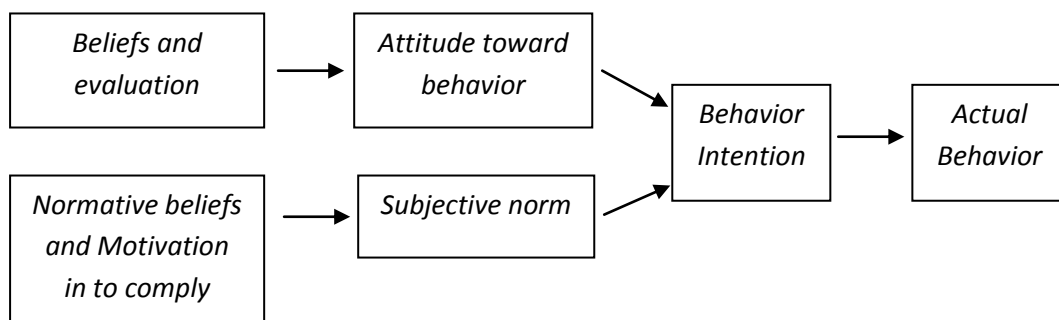 Beliefs and
evaluation
Attitude toward
behavior
Behavior
Intention
Actual
Behavior
Normative beliefs
and Motivation
in to comply
Subjective norm